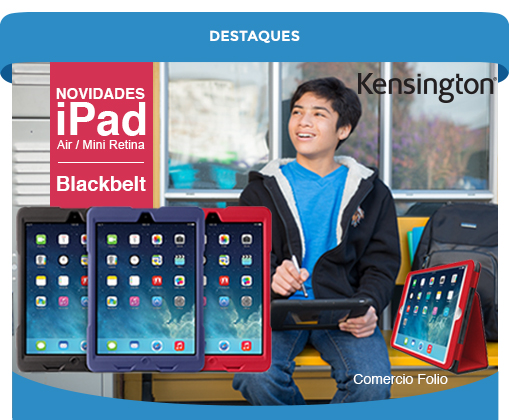 DESTAQUES
NOVIDADES
iPad
Air / Mini Retina
Blackbelt
Kensington
Comercio Folio